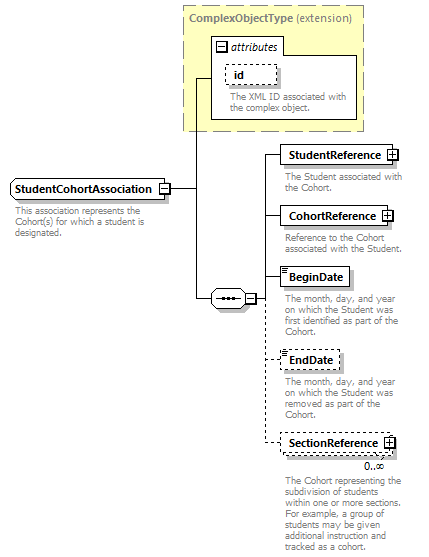 ComplexObjectType (extension)
attributes
id
The XML ID associated with
the complex object.
StudentCohortAssociation
This association represents the
Cohort(s) for which a student is
designated.
StudentReference
The Student associated with
the Cohort.
CohortReference
Reference to the Cohort
associated with the Student.
BeginDate
The month, day, and year
on which the Student was
first identified as part of the
Cohort.
EndDate
The month, day, and year
on which the Student was
removed as part of the
Cohort.
SectionReference
0..∞
The Cohort representing the
subdivision of students
within one or more sections.
For example, a group of
students may be given
additional instruction and
tracked as a cohort.